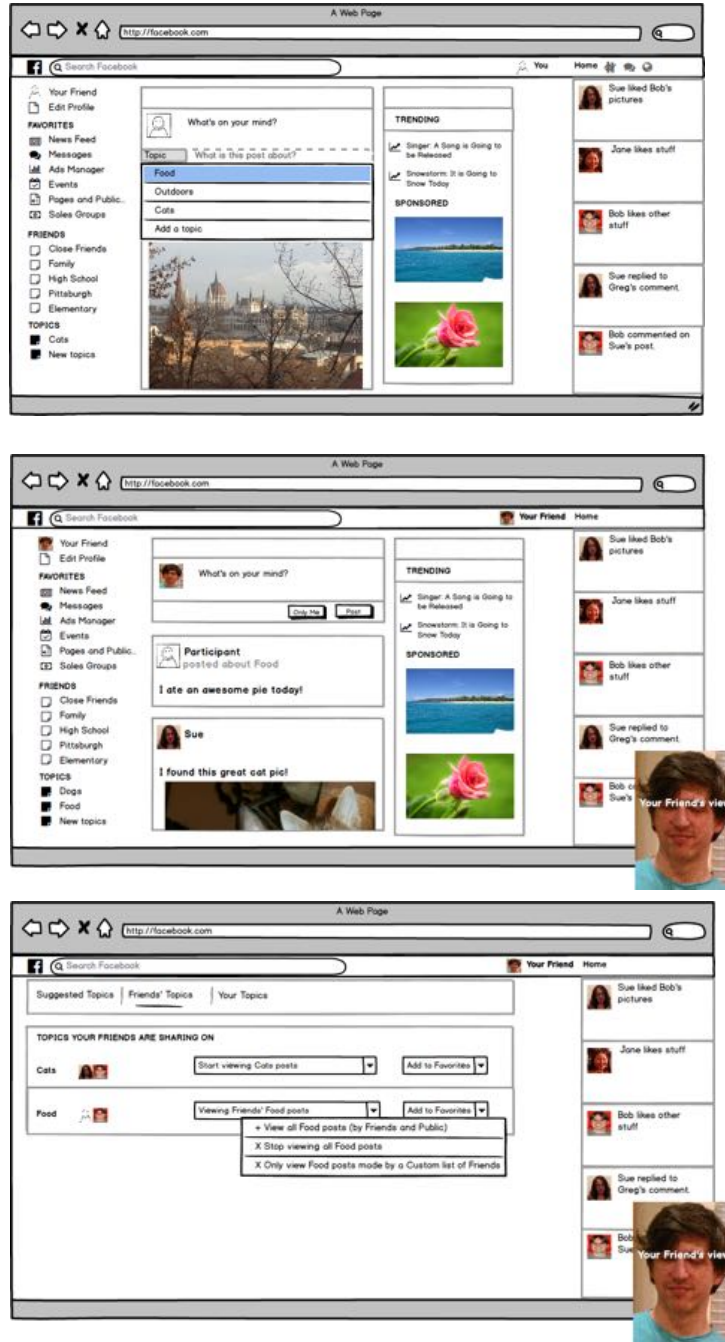 A Web Page
http://facebook.com
Search Facebook
You
Home
Your Friend
Edit Profile
FAVORITES
News Feed
Messages
Ads Manager
Events
Pages and Public..
Sales Groups
FRIENDS
Close Friends
Family
High School
Pittsburgh
Elementary
TOPICS
Cats
New topics
What's on your mind?
Topic
What is this post about?
Food
Outdoors
Cats
Add a topic
TRENDING
Singer: A Song is Going to
be Released
Snowstorm: It is Going to
Snow Today
SPONSORED
Sue liked Bob's
pictures
Jane likes stuff
Bob likes other
stuff
Sue replied to
Greg's comment.
Bob commented on
Sue's post.
A Web Page
http://facebook.com
Search Facebook
Your Friend
Home
Your Friend
Edit Profile
FAVORITES
News Feed
Messages
Ads Manager
Events
Pages and Public..
Sales Groups
FRIENDS
Close Friends
Family
High School
Pittsburgh
Elementary
TOPICS
Dogs
Food
New topics
What's on your mind?
Only Me
Post
Participant
posted about Food
I ate an awesome pie today!
Sue
I found this great cat pic!
TRENDING
Singer: A Song is Going to
be Released
Snowstorm: It is Going to
Snow Today
SPONSORED
Sue liked Bob's
pictures
Jane likes stuff
Bob likes other
stuff
Sue replied to
Greg's comment.
Bob
Sue's
Your Friend's view
A Web Page
http://facebook.com
Search Facebook
Your Friend
Home
Suggested Topics
Friends' Topics
Your Topics
TOPICS YOUR FRIENDS ARE SHARING ON
Cats
Start viewing Cats posts
Add to Favorites
Food
Viewing Friends' Food posts
Add to Favorites
+ View all Food posts (by Friends and Public)
X Stop viewing all Food posts
X Only view Food posts made by a Custom list of Friends
Sue liked Bob's
pictures
Jane likes stuff
Bob likes other
stuff
Sue replied to
Greg's comment.
Bob
Your Friend's view